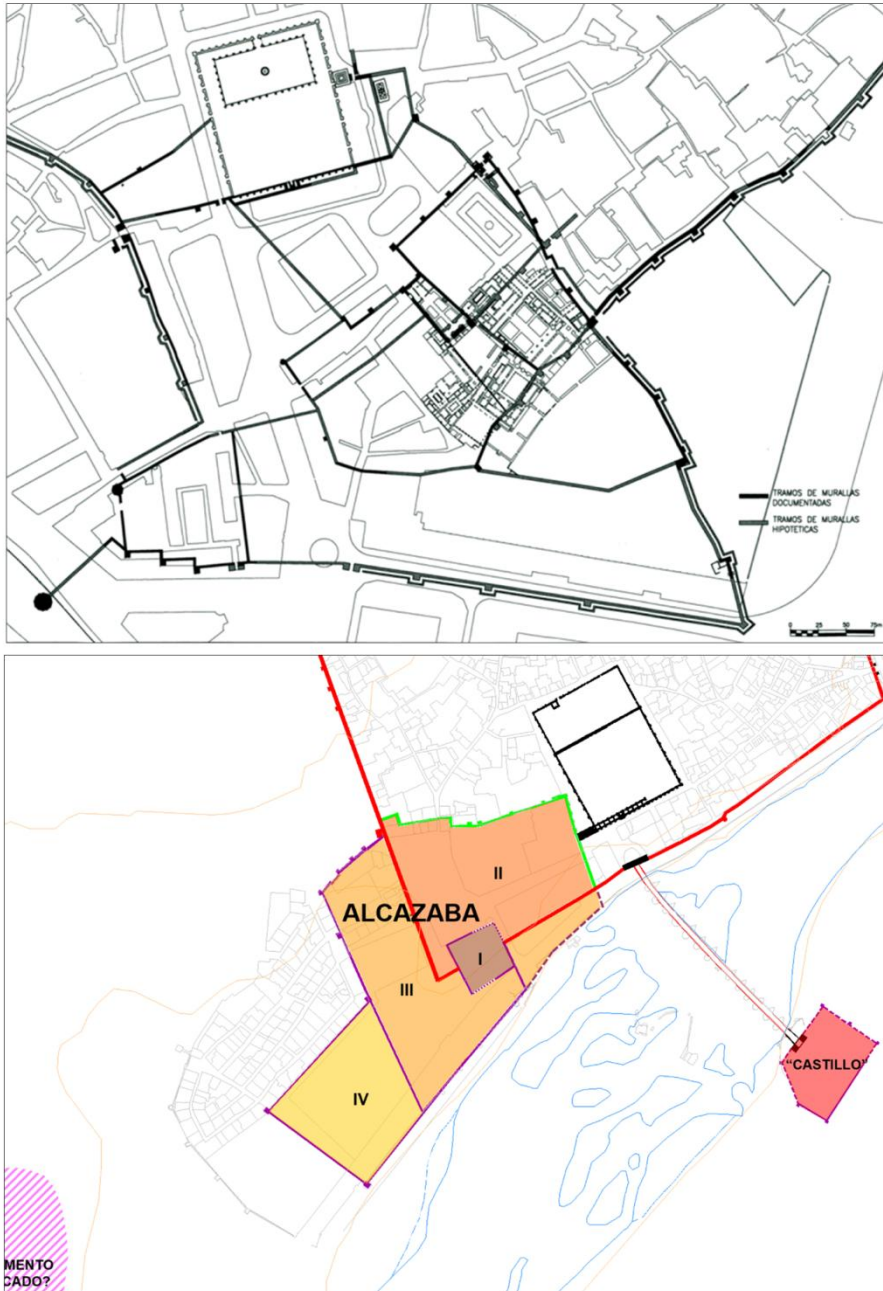 TRAMOS DE MURALLAS
DOCUMENTADAS
TRAMOS DE MURALLAS
HIPOTETICAS
0 25 50 75m
II
ALCAZABA
I
III
"CASTILLO"
IV
MENTO
CADO?